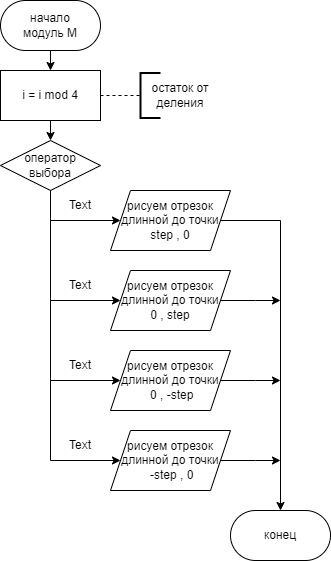 начало
модуль М
i = i mod 4
остаток от
деления
оператор
выбора
Text
рисуем отрезок
длинной до точки
step , 0
Text
рисуем отрезок
длинной до точки
0 , step
Text
рисуем отрезок
длинной до точки
0 , -step
Text
рисуем отрезок
длинной до точки
-step , 0
конец